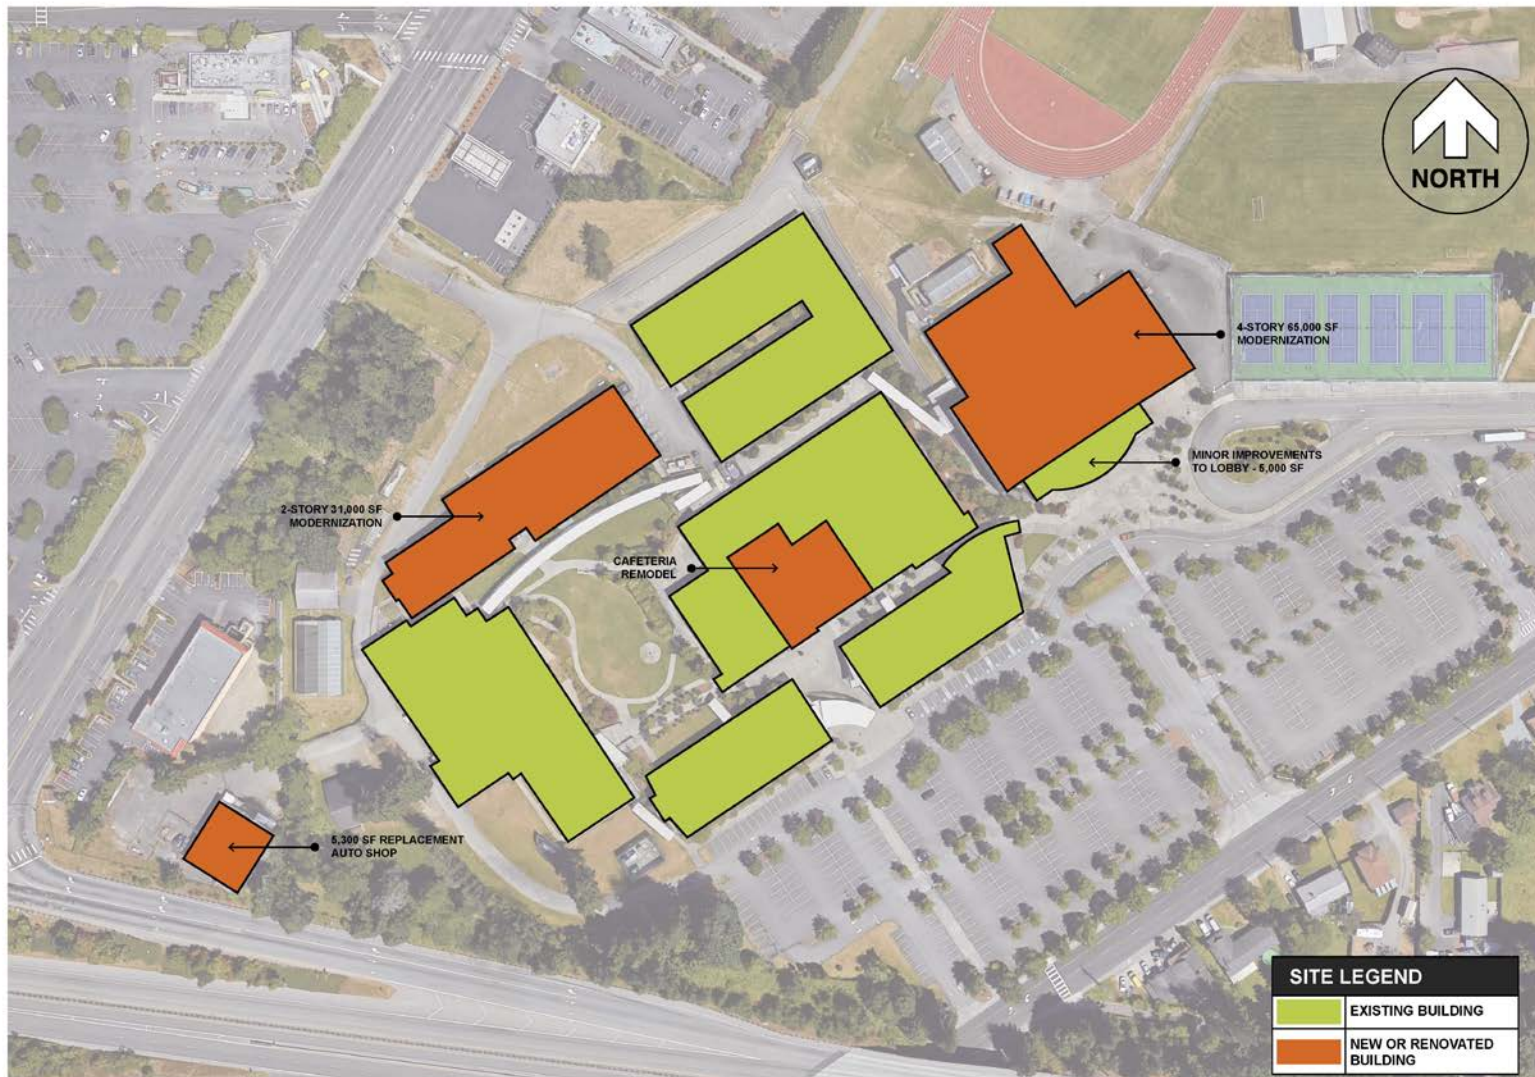 NORTH
4-STORY 65,000 SF
MODERNIZATION
MINOR IMPROVEMENTS
TO LOBBY - 5,000 SF
2-STORY 31,000 SF
MODERNIZATION
CAFETERIA
REMODEL
5,300 SF REPLACEMENT
AUTO SHOP
SITE LEGEND
EXISTING BUILDING
NEW OR RENOVATED
BUILDING